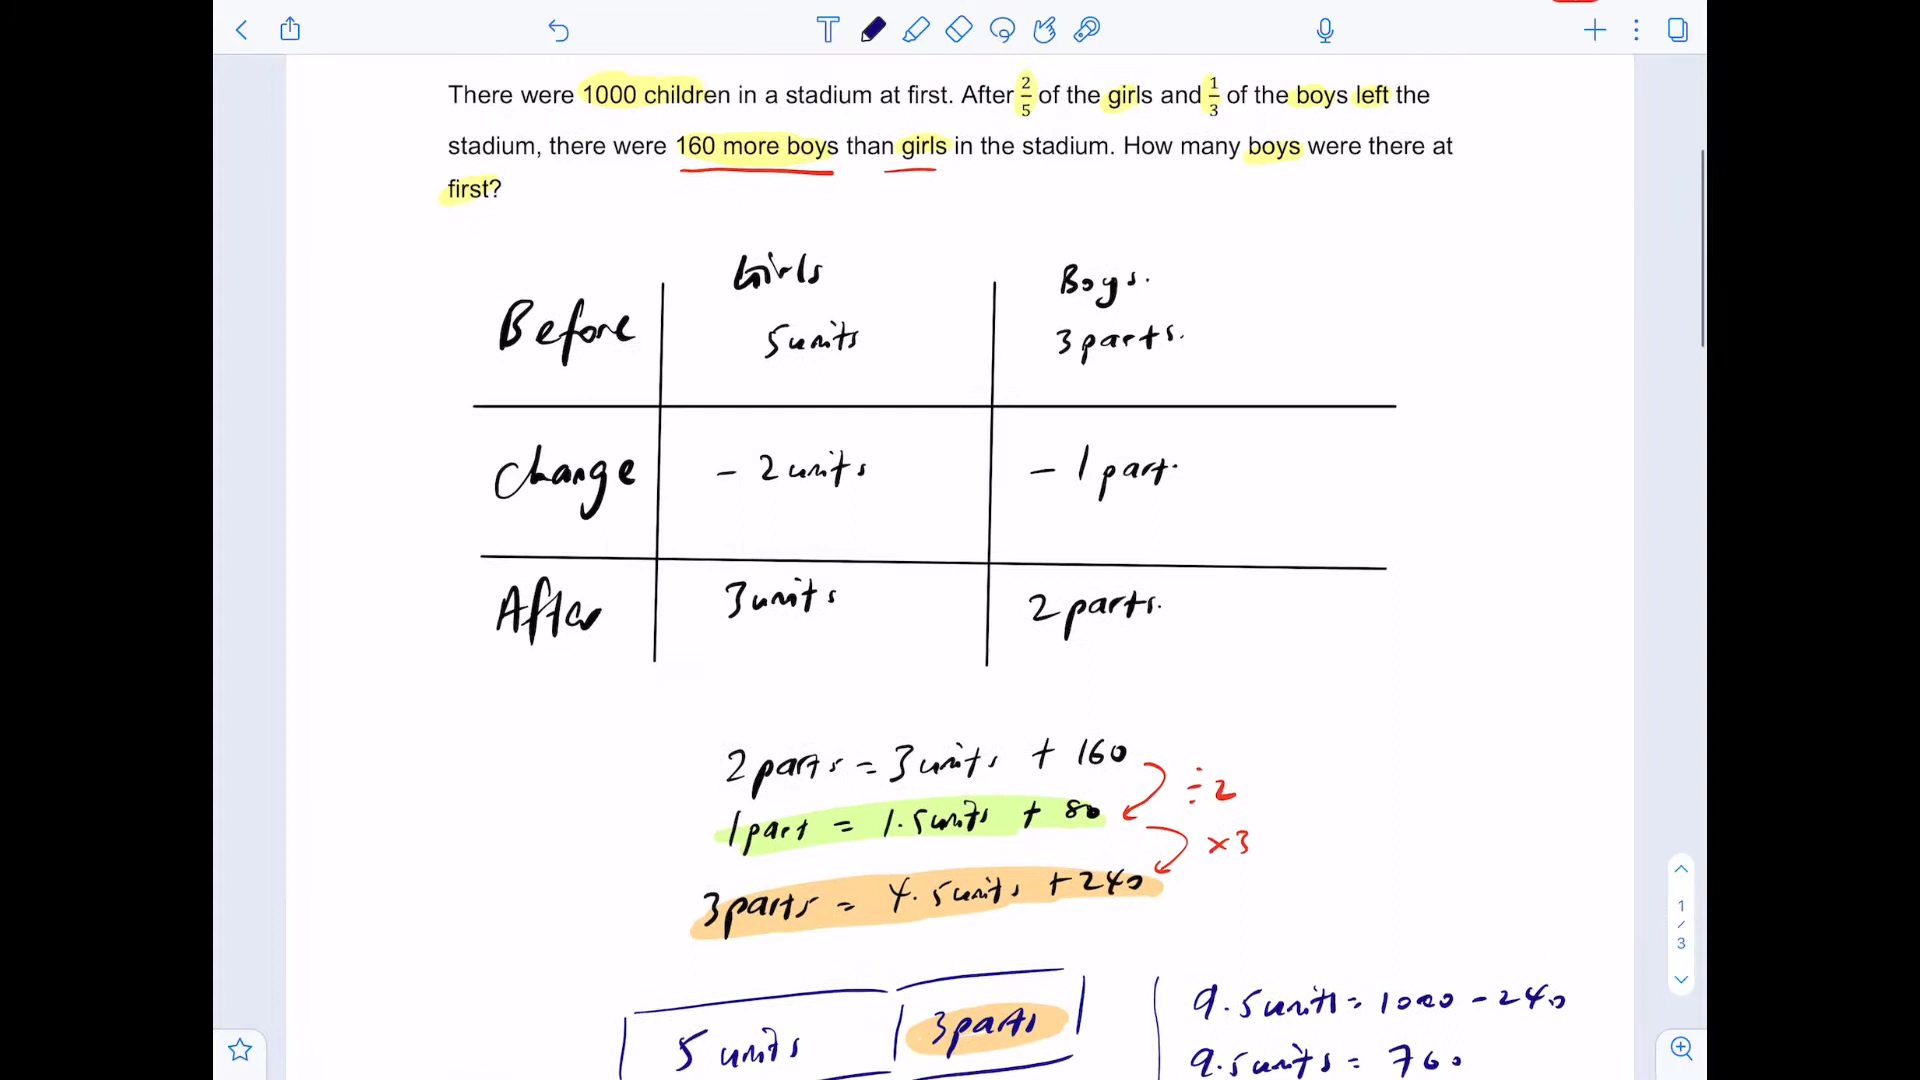 There were 1000 children in a stadium at first. After 2/5 of the girls and 1/3 of the boys left the
stadium, there were 160 more boys than girls in the stadium. How many boys were there at
first?
Girls Boys.
Before 5 units 3 parts.
Change - 2 units - 1 part.
After 3 units 2 parts.
2 parts = 3 units + 160
÷ 2
1 part = 1.5 units + 80
× 3
3 parts = 4.5 units + 240
5 units 3 parts
9.5 units = 1000 - 240
9.5 units = 760
1
/
3